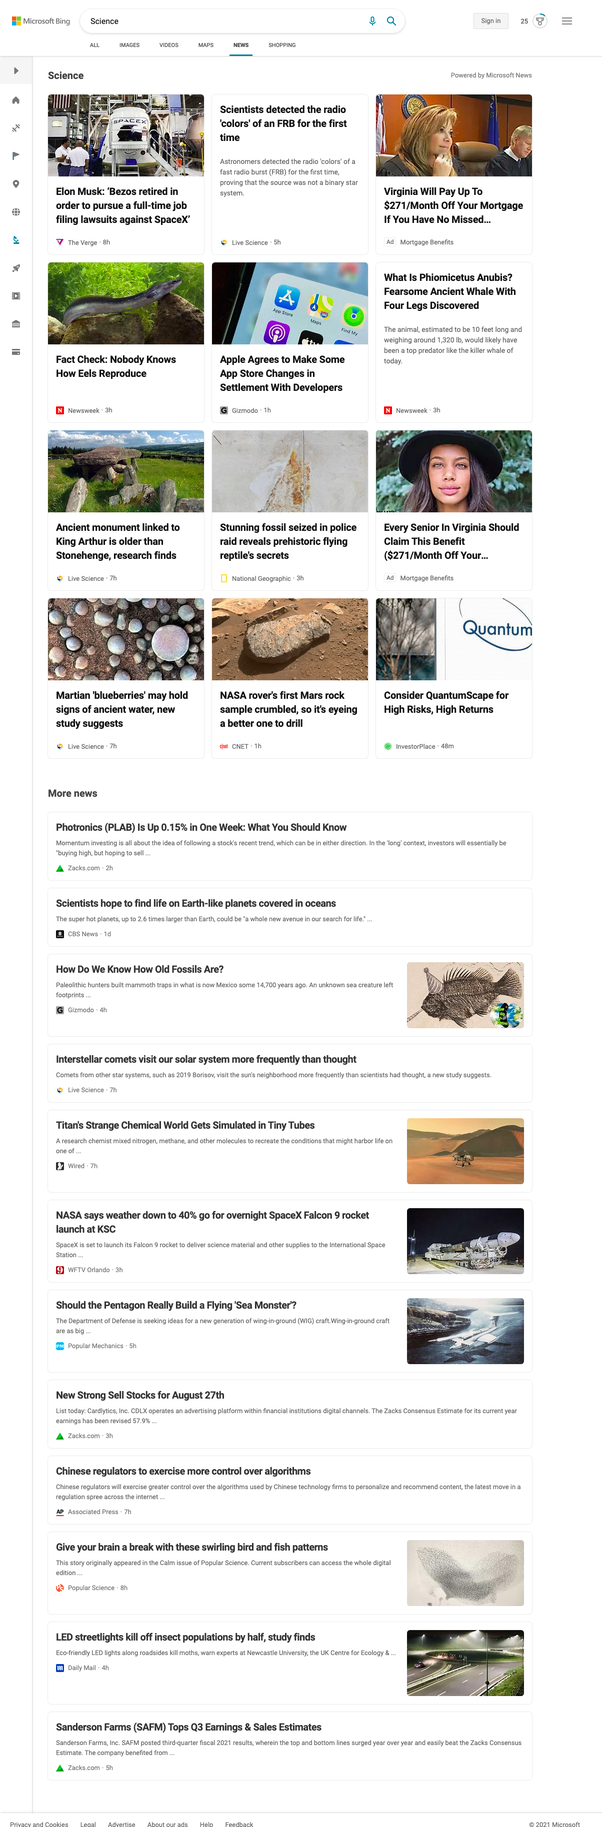 Microsoft Bing
Science
Sign in
25
ALL IMAGES VIDEOS MAPS NEWS SHOPPING
Science
Powered by Microsoft News
SPACEX
Elon Musk: 'Bezos retired in
order to pursue a full-time job
filing lawsuits against SpaceX'
The Verge · 8h
Scientists detected the radio
'colors' of an FRB for the first
time
Astronomers detected the radio 'colors' of a
fast radio burst (FRB) for the first time,
proving that the source was not a binary star
system.
Live Science · 5h
Virginia Will Pay Up To
$271/Month Off Your Mortgage
If You Have No Missed...
Ad Mortgage Benefits
Fact Check: Nobody Knows
How Eels Reproduce
Newsweek · 3h
App Store
Maps
Find My
Apple Agrees to Make Some
App Store Changes in
Settlement With Developers
Gizmodo · 1h
What Is Phiomicetus Anubis?
Fearsome Ancient Whale With
Four Legs Discovered
The animal, estimated to be 10 feet long and
weighing around 1,320 lb, would likely have
been a top predator like the killer whale of
today.
Newsweek · 3h
Ancient monument linked to
King Arthur is older than
Stonehenge, research finds
Live Science · 7h
Stunning fossil seized in police
raid reveals prehistoric flying
reptile's secrets
National Geographic · 3h
Every Senior In Virginia Should
Claim This Benefit
($271/Month Off Your...
Ad Mortgage Benefits
Martian 'blueberries' may hold
signs of ancient water, new
study suggests
Live Science · 7h
NASA rover's first Mars rock
sample crumbled, so it's eyeing
a better one to drill
CNET · 1h
Quantum
Consider QuantumScape for
High Risks, High Returns
InvestorPlace · 48m
More news
Photronics (PLAB) Is Up 0.15% in One Week: What You Should Know
Momentum investing is all about the idea of following a stock's recent trend, which can be in either direction. In the 'long' context, investors will essentially be
"buying high, but hoping to sell ...
Zacks.com · 2h
Scientists hope to find life on Earth-like planets covered in oceans
The super hot planets, up to 2.6 times larger than Earth, could be "a whole new avenue in our search for life." ...
CBS News · 1d
How Do We Know How Old Fossils Are?
Paleolithic hunters built mammoth traps in what is now Mexico some 14,700 years ago. An unknown sea creature left
footprints ...
Gizmodo · 4h
Interstellar comets visit our solar system more frequently than thought
Comets from other star systems, such as 2019 Borisov, visit the sun's neighborhood more frequently than scientists had thought, a new study suggests.
Live Science · 7h
Titan's Strange Chemical World Gets Simulated in Tiny Tubes
A research chemist mixed nitrogen, methane, and other molecules to recreate the conditions that might harbor life on
one of ...
Wired · 7h
NASA says weather down to 40% go for overnight SpaceX Falcon 9 rocket
launch at KSC
SpaceX is set to launch its Falcon 9 rocket to deliver science material and other supplies to the International Space
Station ...
WFTV Orlando · 3h
Should the Pentagon Really Build a Flying 'Sea Monster'?
The Department of Defense is seeking ideas for a new generation of wing-in-ground (WIG) craft.Wing-in-ground craft
are as big ...
Popular Mechanics · 5h
New Strong Sell Stocks for August 27th
List today: Cardlytics, Inc. CDLX operates an advertising platform within financial institutions digital channels. The Zacks Consensus Estimate for its current year
earnings has been revised 57.9% ...
Zacks.com · 3h
Chinese regulators to exercise more control over algorithms
Chinese regulators will exercise greater control over the algorithms used by Chinese technology firms to personalize and recommend content, the latest move in a
regulation spree across the internet ...
AP Associated Press · 7h
Give your brain a break with these swirling bird and fish patterns
This story originally appeared in the Calm issue of Popular Science. Current subscribers can access the whole digital
edition ...
Popular Science · 8h
LED streetlights kill off insect populations by half, study finds
Eco-friendly LED lights along roadsides kill moths, warn experts at Newcastle University, the UK Centre for Ecology & ...
Daily Mail · 4h
Sanderson Farms (SAFM) Tops Q3 Earnings & Sales Estimates
Sanderson Farms, Inc. SAFM posted third-quarter fiscal 2021 results, wherein the top and bottom lines surged year over year and easily beat the Zacks Consensus
Estimate. The company benefited from ...
Zacks.com · 5h
Privacy and Cookies Legal Advertise About our ads Help Feedback
© 2021 Microsoft